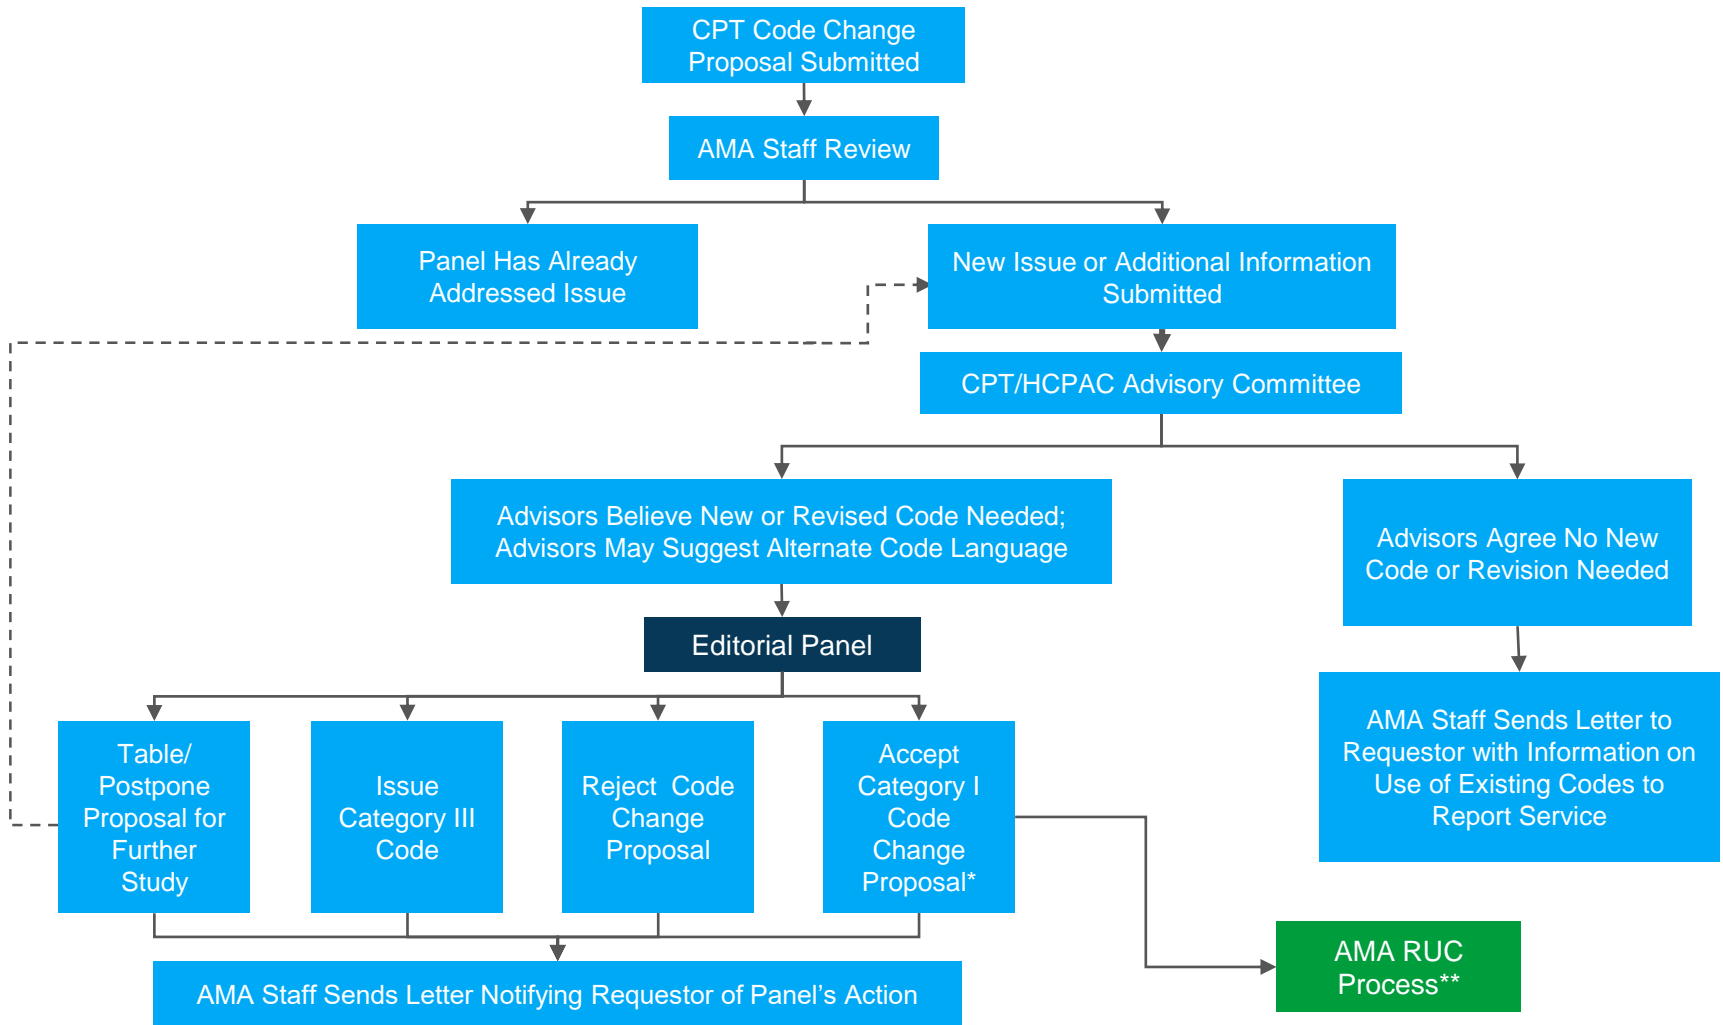 CPT Code Change
Proposal Submitted
AMA Staff Review
Panel Has Already
Addressed Issue
New Issue or Additional Information
Submitted
CPT/HCPAC Advisory Committee
Advisors Believe New or Revised Code Needed;
Advisors May Suggest Alternate Code Language
Advisors Agree No New
Code or Revision Needed
Editorial Panel
AMA Staff Sends Letter to
Requestor with Information on
Use of Existing Codes to
Report Service
Table/
Postpone
Proposal for
Further
Study
Issue
Category III
Code
Reject Code
Change
Proposal
Accept
Category I
Code
Change
Proposal*
AMA RUC
Process**
AMA Staff Sends Letter Notifying Requestor of Panel's Action